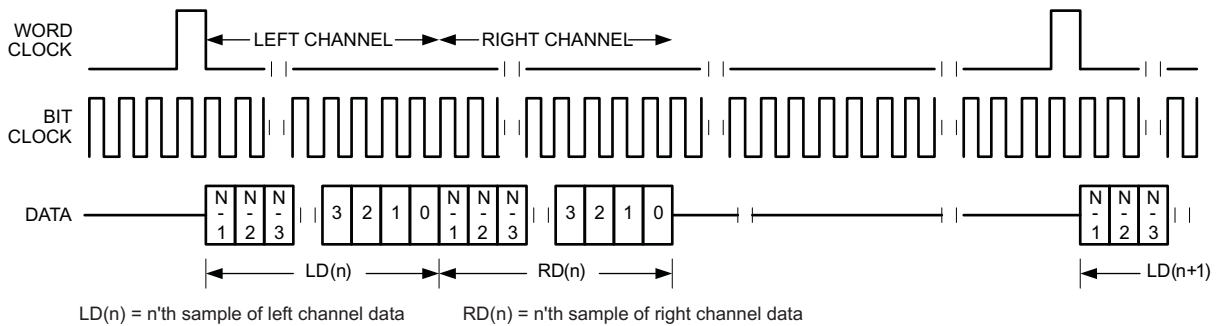 WORD
CLOCK
LEFT CHANNEL
RIGHT CHANNEL
BIT
CLOCK
DATA
N-1 N-2 N-3 3 2 1 0 N-1 N-2 N-3 3 2 1 0 N-1 N-2 N-3
LD(n) RD(n) LD(n+1)
LD(n) = n'th sample of left channel data RD(n) = n'th sample of right channel data